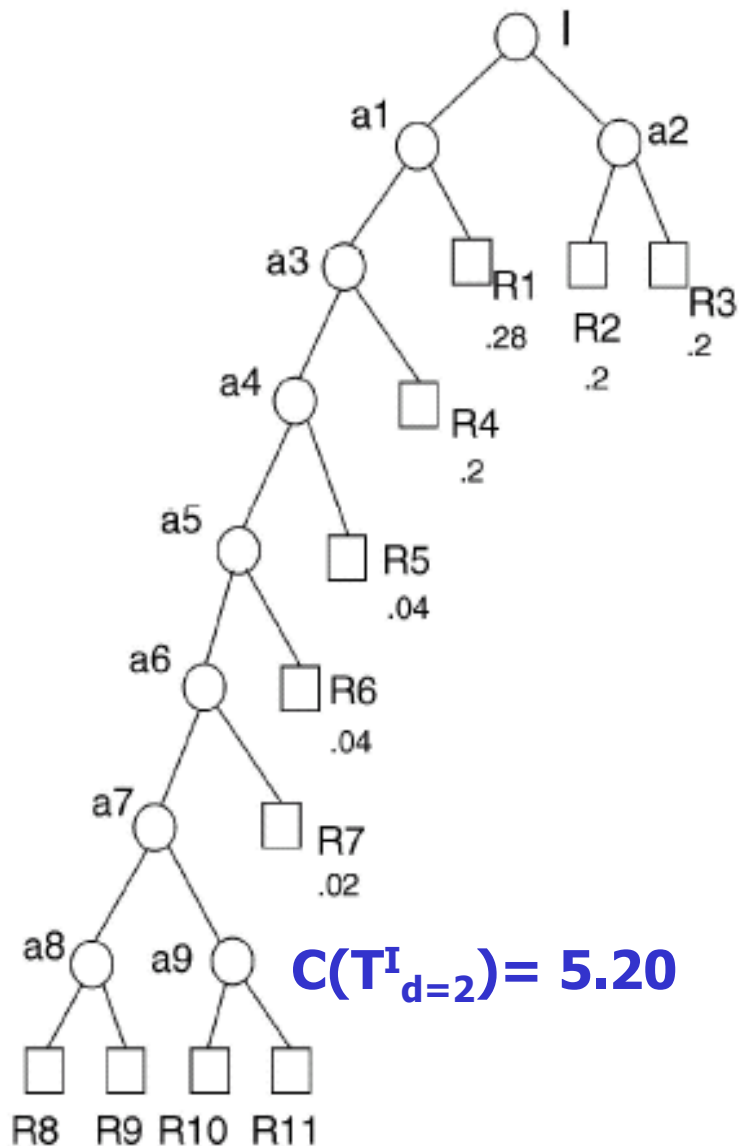 I
a1
a2
a3
R1
.28
R2
.2
R3
.2
a4
R4
.2
a5
R5
.04
a6
R6
.04
a7
R7
.02
a8
a9
C(T^I_d=2)= 5.20
R8 R9 R10 R11